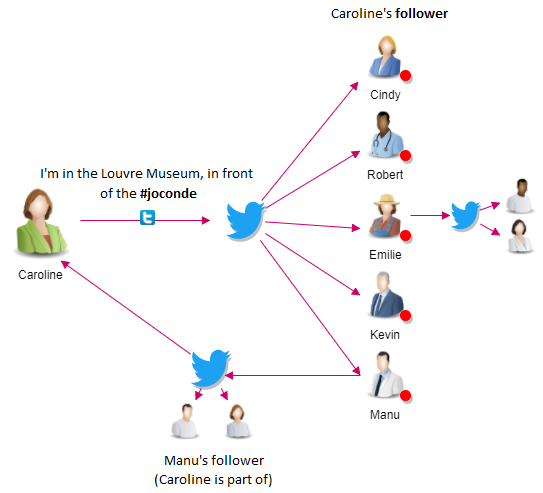 Caroline's follower
Cindy
I'm in the Louvre Museum, in front
of the #joconde
Robert
Caroline
Emilie
Kevin
Manu
Manu's follower
(Caroline is part of)